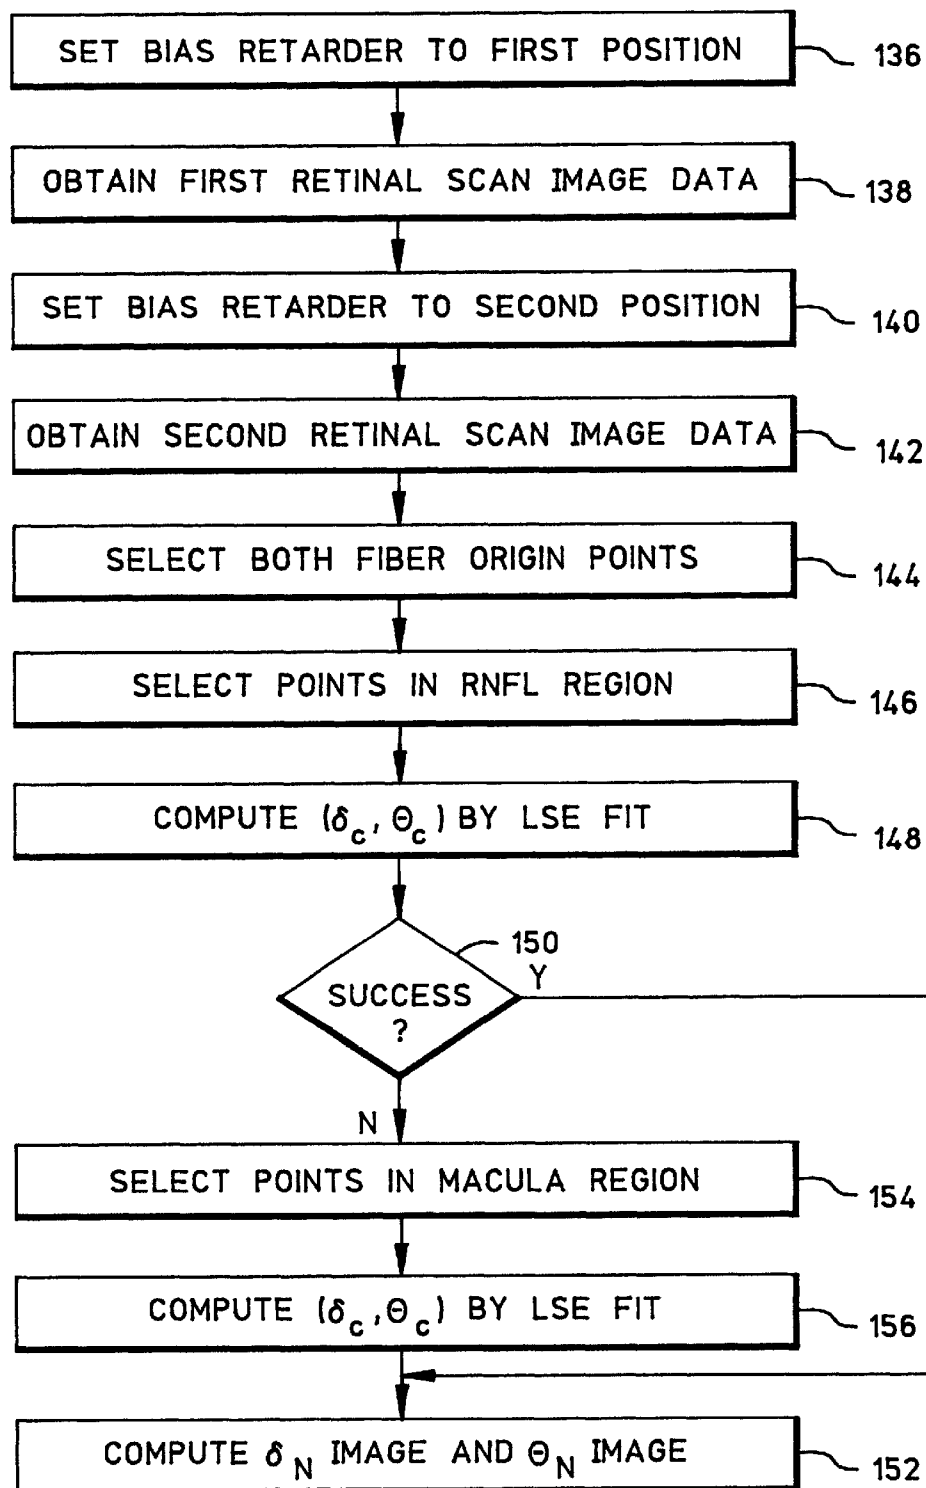 SET BIAS RETARDER TO FIRST POSITION 136
OBTAIN FIRST RETINAL SCAN IMAGE DATA 138
SET BIAS RETARDER TO SECOND POSITION 140
OBTAIN SECOND RETINAL SCAN IMAGE DATA 142
SELECT BOTH FIBER ORIGIN POINTS 144
SELECT POINTS IN RNFL REGION 146
COMPUTE (δc, Θc) BY LSE FIT 148
150
Y
SUCCESS
?
N
SELECT POINTS IN MACULA REGION 154
COMPUTE (δc,Θc) BY LSE FIT 156
COMPUTE δN IMAGE AND ΘN IMAGE 152